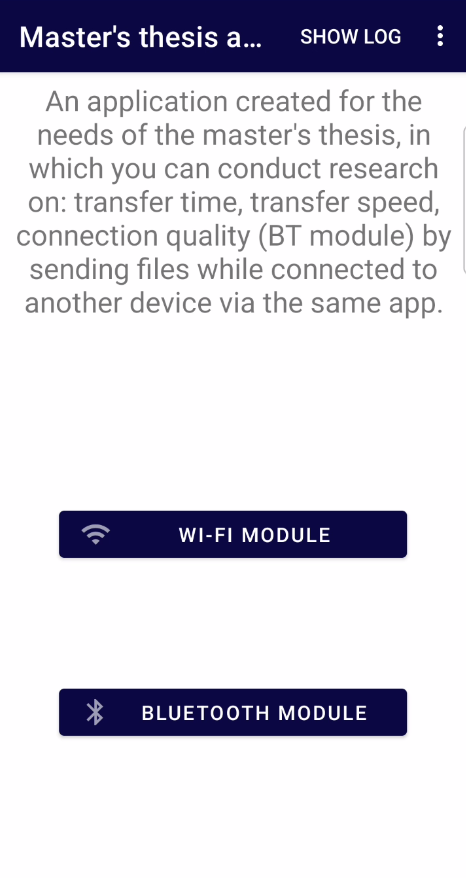 Master's thesis a...
SHOW LOG
An application created for the
needs of the master's thesis, in
which you can conduct research
on: transfer time, transfer speed,
connection quality (BT module) by
sending files while connected to
another device via the same app.
WI-FI MODULE
BLUETOOTH MODULE